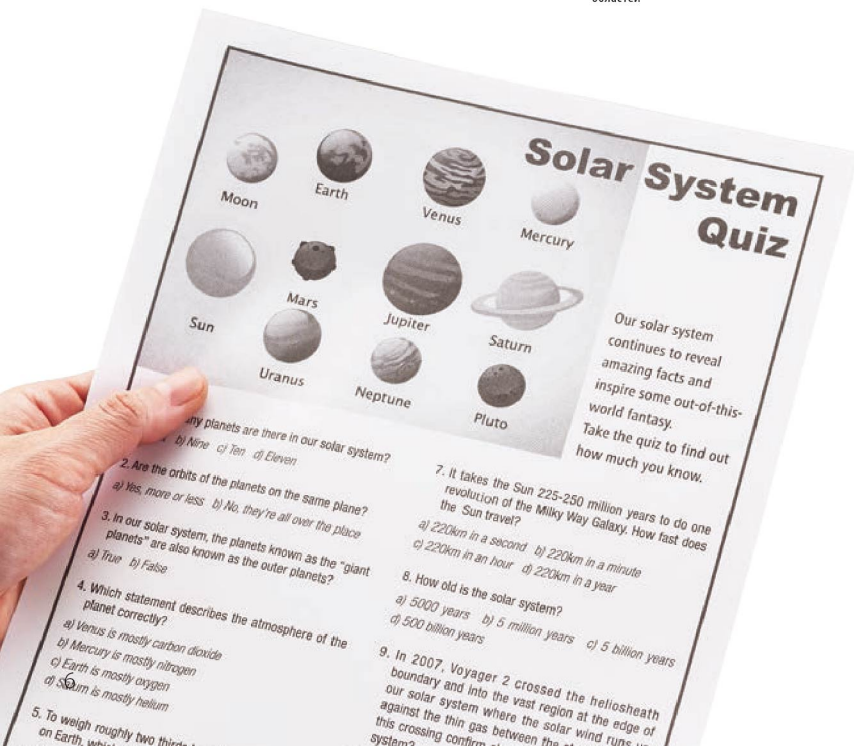 Solar System
Quiz
Moon
Earth
Venus
Mercury
Sun
Mars
Jupiter
Saturn
Uranus
Neptune
Pluto
Our solar system
continues to reveal
amazing facts and
inspire some out-of-this-
world fantasy.
Take the quiz to find out
how much you know.
planets are there in our solar system?
b) Nine c) Ten d) Eleven
2. Are the orbits of the planets on the same plane?
a) Yes, more or less b) No, they're all over the place
3. In our solar system, the planets known as the "giant
planets" are also known as the outer planets?
a) True b) False
4. Which statement describes the atmosphere of the
planet correctly?
a) Venus is mostly carbon dioxide
b) Mercury is mostly nitrogen
c) Earth is mostly oxygen
d) Saturn is mostly helium
6
5. To weigh roughly two thirds
on Earth,
7. It takes the Sun 225-250 million years to do one
revolution of the Milky Way Galaxy. How fast does
the Sun travel?
a) 220km in a second b) 220km in a minute
c) 220km in an hour d) 220km in a year
8. How old is the solar system?
a) 5000 years b) 5 million years c) 5 billion years
d) 500 billion years
9. In 2007, Voyager 2 crossed the heliosheath
boundary and into the vast region at the edge of
our solar system where the solar wind runs
against the thin gas between the
this crossing confirm
system?